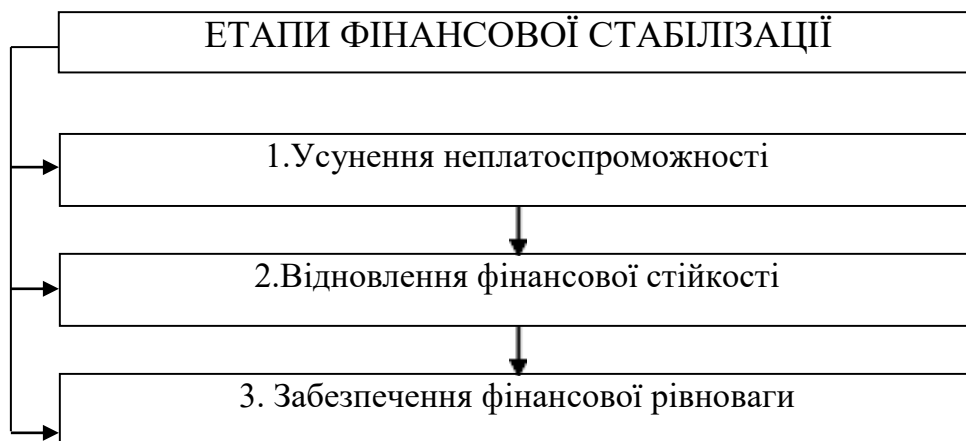 ЕТАПИ ФІНАНСОВОЇ СТАБІЛІЗАЦІЇ
1.Усунення неплатоспроможності
2.Відновлення фінансової стійкості
3. Забезпечення фінансової рівноваги